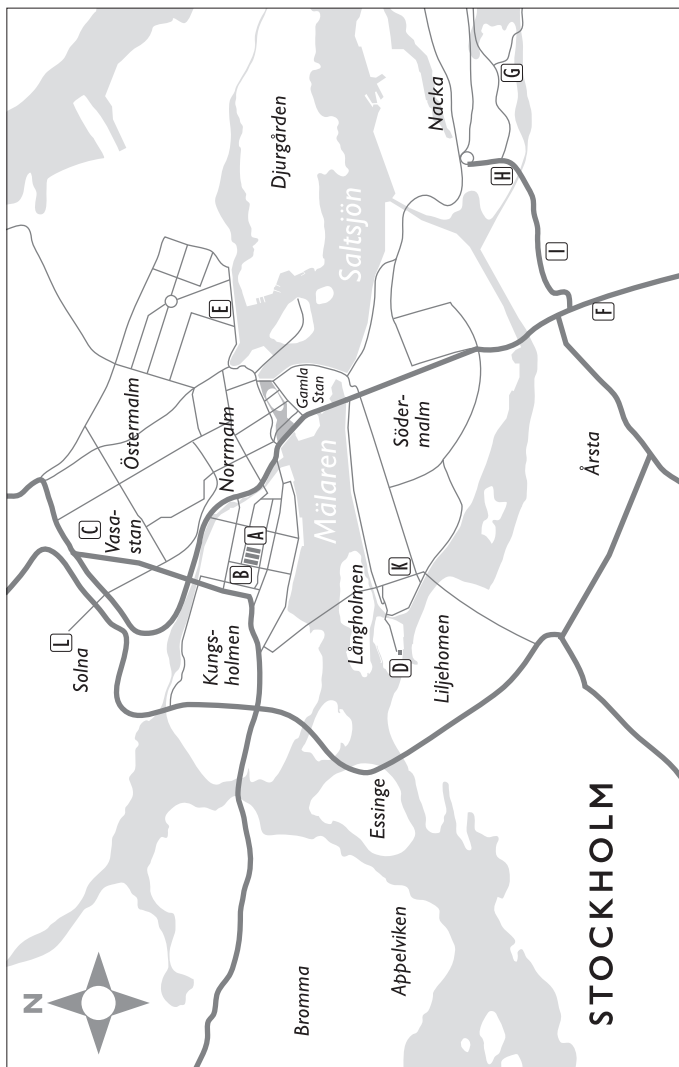 N
L
Solna
C
Vasa-
stan
Östermalm
Norrmalm
E
Djurgården
Kungs-
holmen
B
A
Gamla
Stan
Saltsjön
Mälaren
Bromma
Essinge
Långholmen
D
K
Söder-
malm
Nacka
Appelviken
Liljehomen
G
H
I
F
Årsta
STOCKHOLM